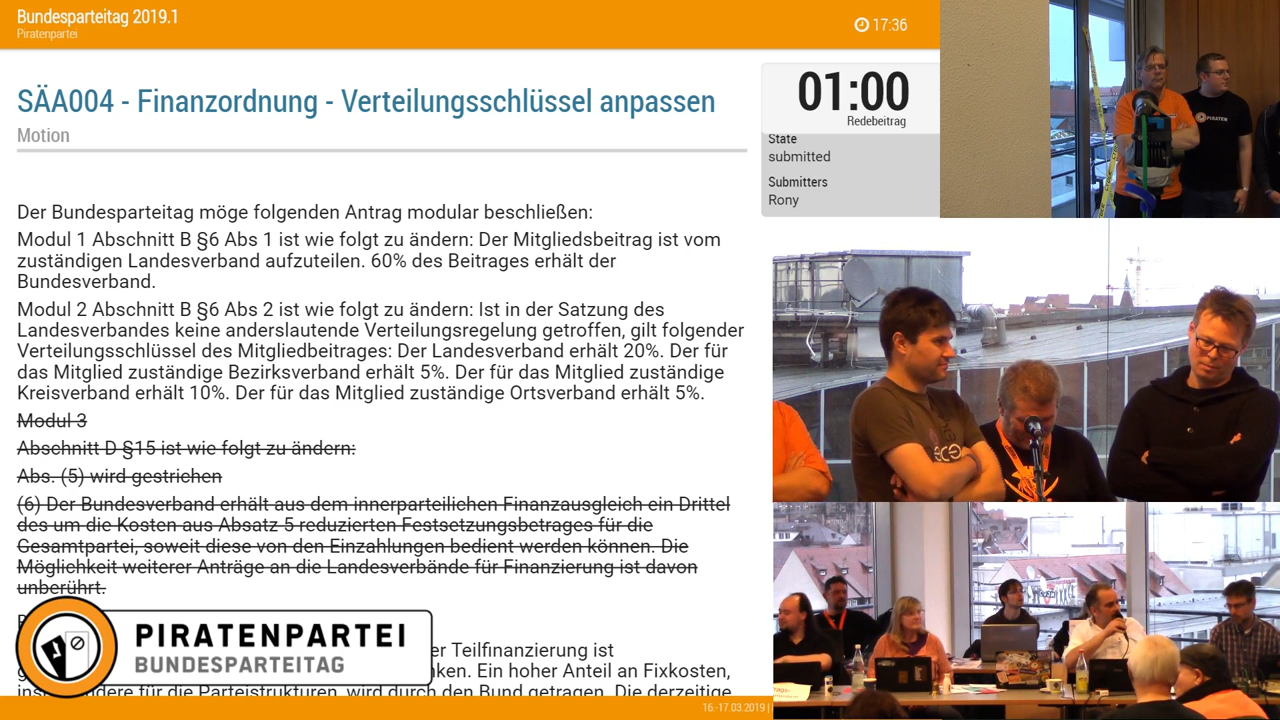 Bundesparteitag 2019.1
Piratenpartei
17:36
SÄA004 - Finanzordnung - Verteilungsschlüssel anpassen
Motion
01:00
Redebeitrag
State
submitted
Submitters
Rony
Der Bundesparteitag möge folgenden Antrag modular beschließen:
Modul 1 Abschnitt B §6 Abs 1 ist wie folgt zu ändern: Der Mitgliedsbeitrag ist vom
zuständigen Landesverband aufzuteilen. 60% des Beitrages erhält der
Bundesverband.
Modul 2 Abschnitt B §6 Abs 2 ist wie folgt zu ändern: Ist in der Satzung des
Landesverbandes keine anderslautende Verteilungsregelung getroffen, gilt folgender
Verteilungsschlüssel des Mitgliedbeitrages: Der Landesverband erhält 20%. Der für
das Mitglied zuständige Bezirksverband erhält 5%. Der für das Mitglied zuständige
Kreisverband erhält 10%. Der für das Mitglied zuständige Ortsverband erhält 5%.
Modul 3
Abschnitt D §15 ist wie folgt zu ändern:
Abs. (5) wird gestrichen
(6) Der Bundesverband erhält aus dem innerparteilichen Finanzausgleich ein Drittel
des um die Kosten aus Absatz 5 reduzierten Festsetzungsbetrages für die
Gesamtpartei, soweit diese von den Einzahlungen bedient werden können. Die
Möglichkeit weiterer Anträge an die Landesverbände für Finanzierung ist davon
unberührt.
PIRATENPARTEI
BUNDESPARTEITAG
er Teilfinanzierung ist
nken. Ein hoher Anteil an Fixkosten,
für die Parteistrukturen, wird durch den Bund getragen. Die derzeitige
16.-17.03.2019 |
PIRATEN